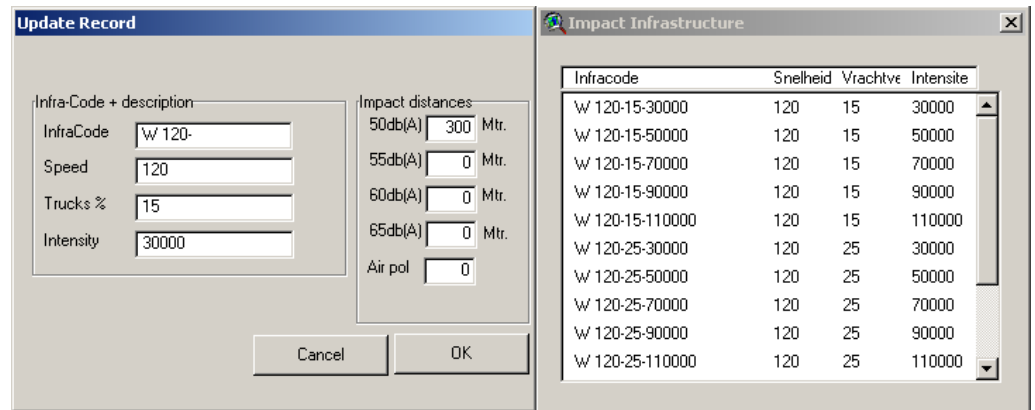 Update Record
Infra-Code + description
InfraCode W 120-
Speed 120
Trucks % 15
Intensity 30000
Impact distances
50db(A) 300 Mtr.
55db(A) 0 Mtr.
60db(A) 0 Mtr.
65db(A) 0 Mtr.
Air pol 0
Cancel OK
Impact Infrastructure
Infracode Snelheid Vrachtve Intensite
W 120-15-30000 120 15 30000
W 120-15-50000 120 15 50000
W 120-15-70000 120 15 70000
W 120-15-90000 120 15 90000
W 120-15-110000 120 15 110000
W 120-25-30000 120 25 30000
W 120-25-50000 120 25 50000
W 120-25-70000 120 25 70000
W 120-25-90000 120 25 90000
W 120-25-110000 120 25 110000